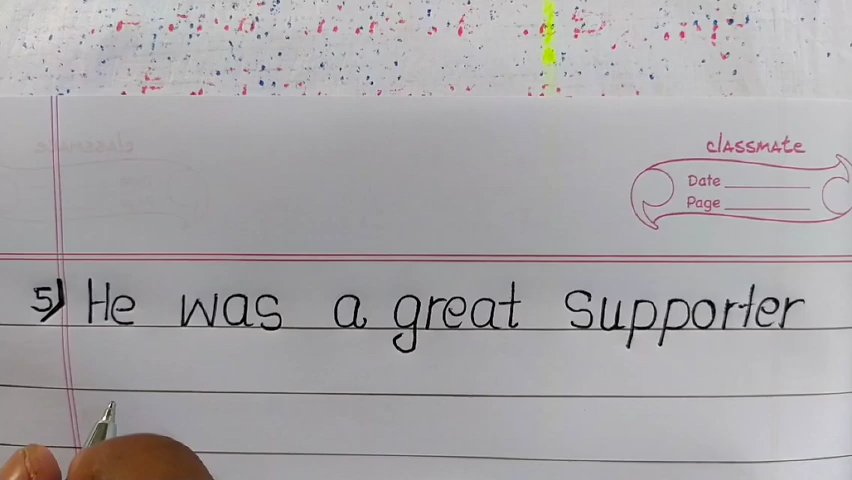 classmate
Date
Page
5) He was a great supporter